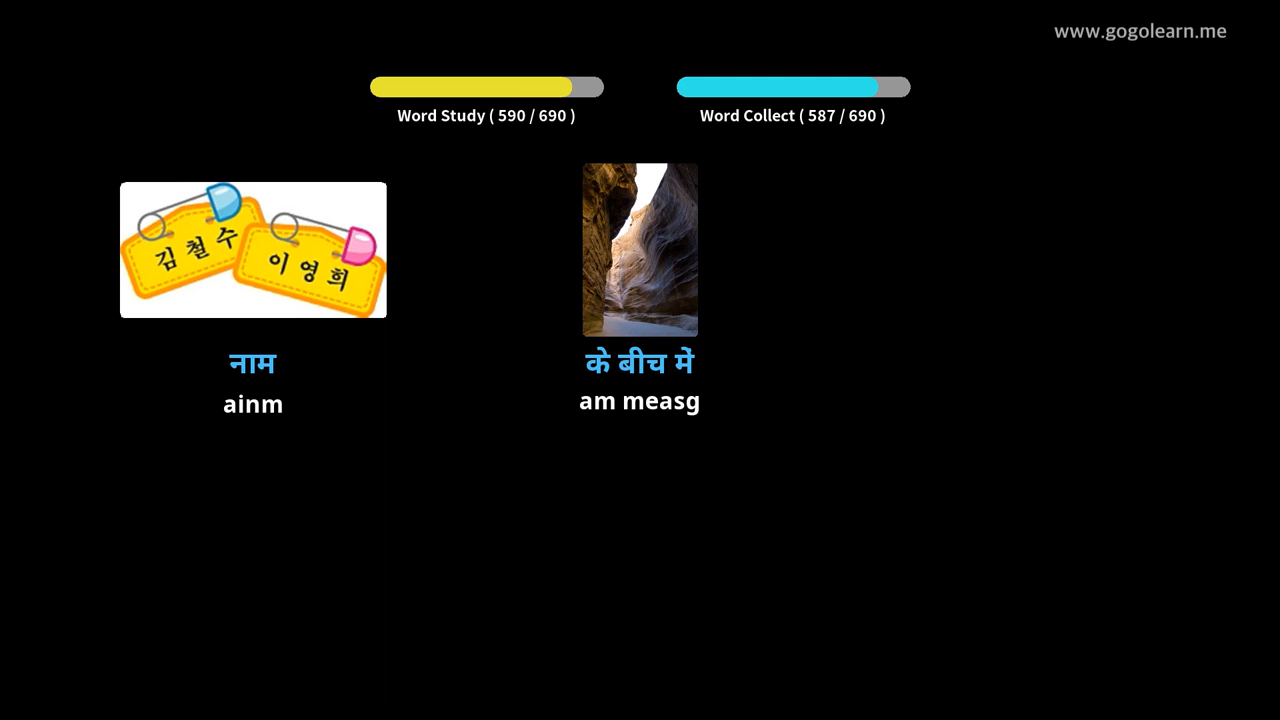 www.gogolearn.me
Word Study ( 590 / 690 )
Word Collect ( 587 / 690 )
김철수
이영희
नाम
ainm
के बीच में
am measg